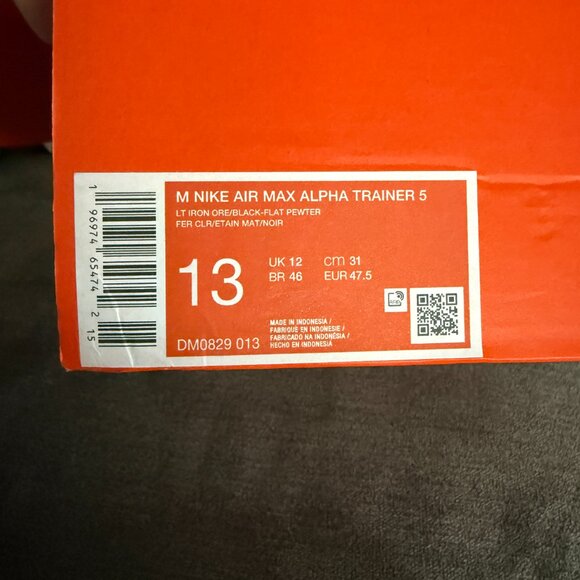 M NIKE AIR MAX ALPHA TRAINER 5
LT IRON ORE/BLACK-FLAT PEWTER
FER CLR/ETAIN MAT/NOIR
13
UK 12 cm 31
BR 46 EUR 47.5
DM0829 013
MADE IN INDONESIA/
FABRIQUE EN INDONESIE/
FABRICADO NA INDONÉSIA/
HECHO EN INDONESIA
1 96974 65474 2 15